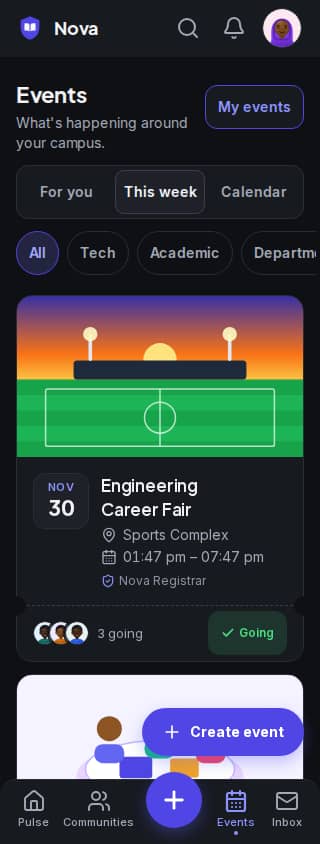 Nova
Events
My events
What's happening around
your campus.
For you
This week
Calendar
All
Tech
Academic
Departme
NOV
30
Engineering
Career Fair
Sports Complex
01:47 pm – 07:47 pm
Nova Registrar
3 going
Going
Create event
Pulse
Communities
Events
Inbox